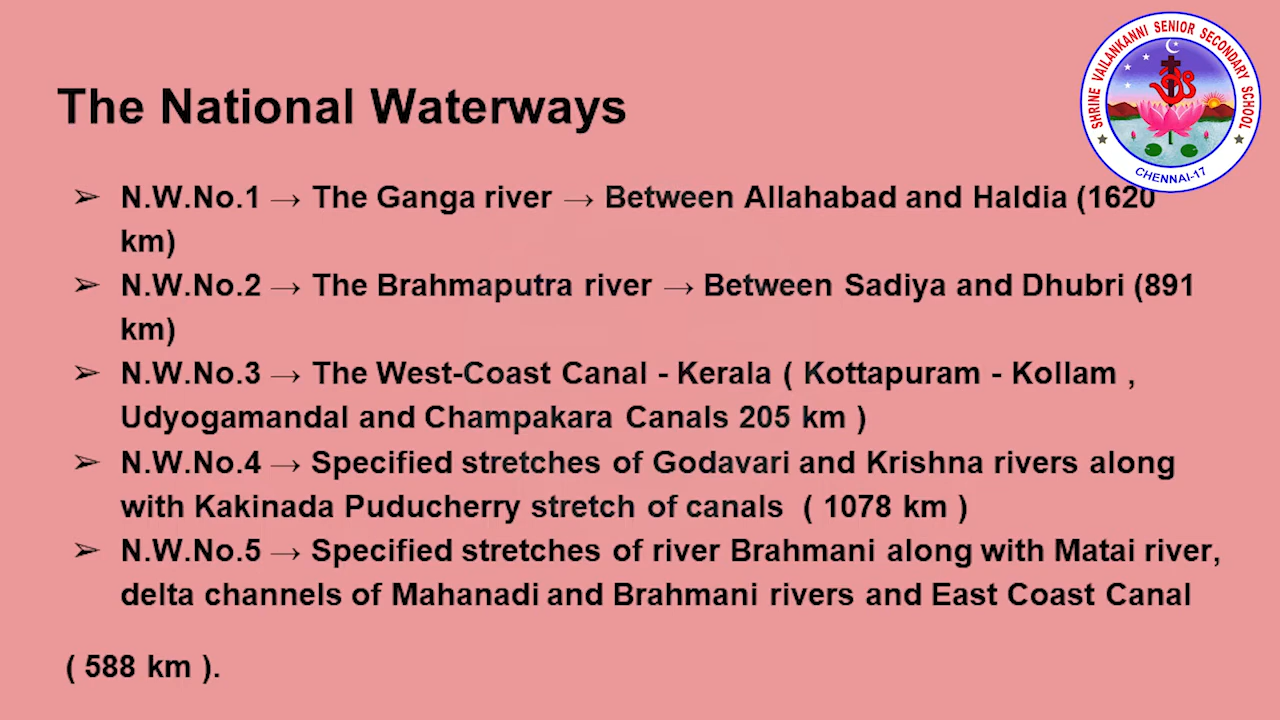 SHRINE VAILANKANNI SENIOR SECONDARY SCHOOL
CHENNAI-17
The National Waterways
➢ N.W.No.1 → The Ganga river → Between Allahabad and Haldia (1620
km)
➢ N.W.No.2 → The Brahmaputra river → Between Sadiya and Dhubri (891
km)
➢ N.W.No.3 → The West-Coast Canal - Kerala ( Kottapuram - Kollam ,
Udyogamandal and Champakara Canals 205 km )
➢ N.W.No.4 → Specified stretches of Godavari and Krishna rivers along
with Kakinada Puducherry stretch of canals ( 1078 km )
➢ N.W.No.5 → Specified stretches of river Brahmani along with Matai river,
delta channels of Mahanadi and Brahmani rivers and East Coast Canal
( 588 km ).